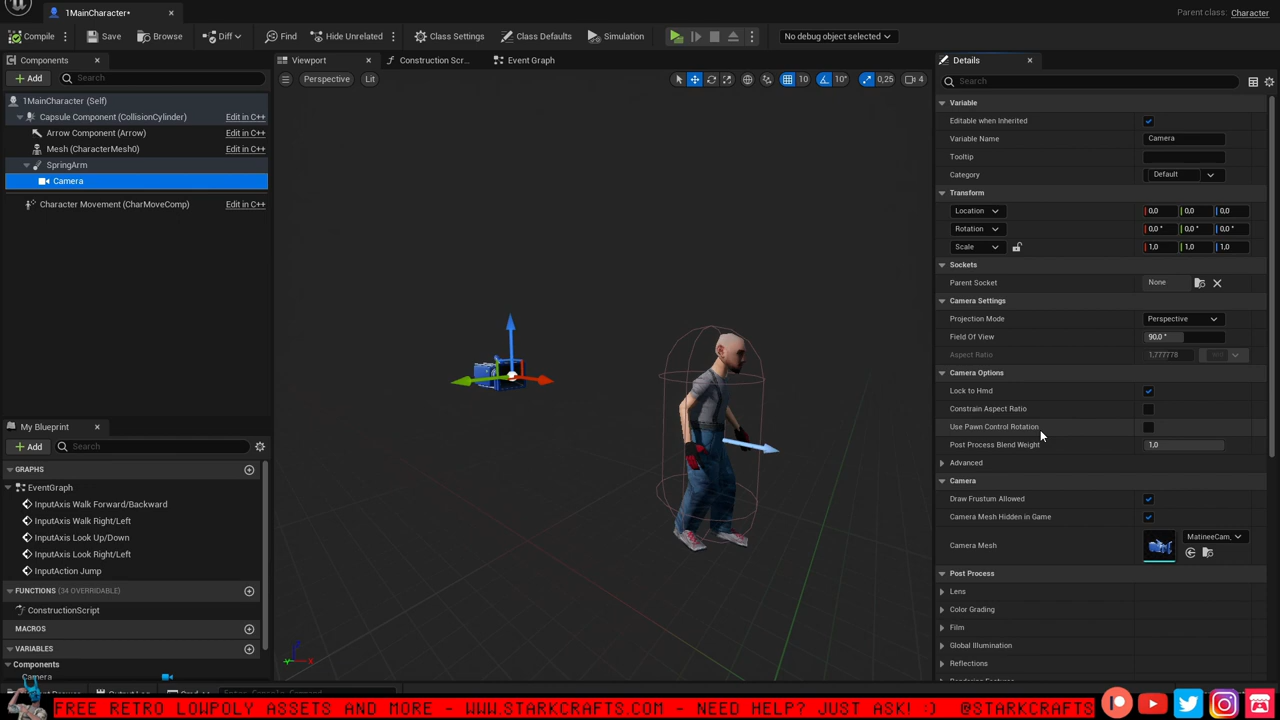 1MainCharacter*
Parent class: Character
Compile
Save
Browse
Diff
Find
Hide Unrelated
Class Settings
Class Defaults
Simulation
No debug object selected
Components
Viewport
Construction Scr...
Event Graph
Details
Add
Search
Perspective
Lit
10
10°
0,25
4
Search
1MainCharacter (Self)
Capsule Component (CollisionCylinder) Edit in C++
Arrow Component (Arrow) Edit in C++
Mesh (CharacterMesh0) Edit in C++
SpringArm
Camera
Character Movement (CharMoveComp) Edit in C++
Variable
Editable when Inherited
Variable Name Camera
Tooltip
Category Default
Transform
Location 0,0 0,0 0,0
Rotation 0,0 ° 0,0 ° 0,0 °
Scale 1,0 1,0 1,0
Sockets
Parent Socket None
Camera Settings
Projection Mode Perspective
Field Of View 90,0 °
Aspect Ratio 1,777778
Camera Options
Lock to Hmd
Constrain Aspect Ratio
Use Pawn Control Rotation
Post Process Blend Weight 1,0
Advanced
Camera
Draw Frustum Allowed
Camera Mesh Hidden in Game
Camera Mesh MatineeCam_
Post Process
Lens
Color Grading
Film
Global Illumination
Reflections
My Blueprint
Add
Search
GRAPHS
EventGraph
InputAxis Walk Forward/Backward
InputAxis Walk Right/Left
InputAxis Look Up/Down
InputAxis Look Right/Left
InputAction Jump
FUNCTIONS (34 OVERRIDABLE)
ConstructionScript
MACROS
VARIABLES
Components
Camera
FREE RETRO LOWPOLY ASSETS AND MORE - WWW.STARKCRAFTS.COM - NEED HELP? JUST ASK! :) @STARKCRAFTS